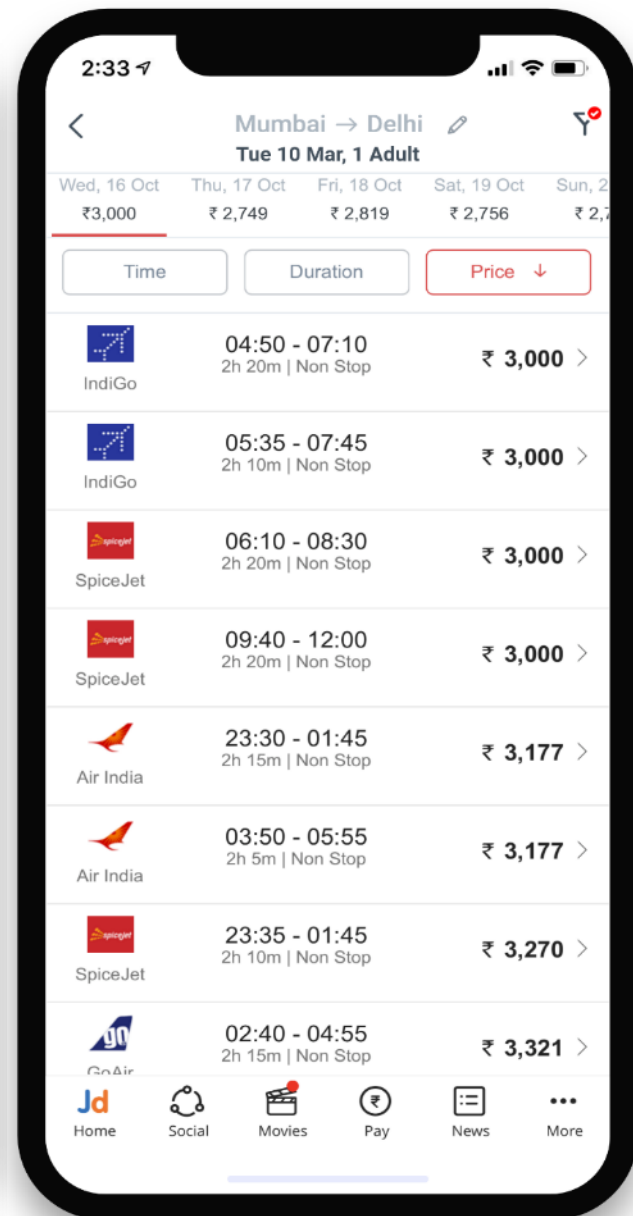 2:33
Mumbai → Delhi
Tue 10 Mar, 1 Adult
Wed, 16 Oct Thu, 17 Oct Fri, 18 Oct Sat, 19 Oct Sun, 2
₹3,000 ₹ 2,749 ₹ 2,819 ₹ 2,756 ₹ 2,7
Time Duration Price ↓
04:50 - 07:10
2h 20m | Non Stop
₹ 3,000
IndiGo
05:35 - 07:45
2h 10m | Non Stop
₹ 3,000
IndiGo
spicejet
06:10 - 08:30
2h 20m | Non Stop
₹ 3,000
SpiceJet
spicejet
09:40 - 12:00
2h 20m | Non Stop
₹ 3,000
SpiceJet
23:30 - 01:45
2h 15m | Non Stop
₹ 3,177
Air India
03:50 - 05:55
2h 5m | Non Stop
₹ 3,177
Air India
spicejet
23:35 - 01:45
2h 10m | Non Stop
₹ 3,270
SpiceJet
go
02:40 - 04:55
2h 15m | Non Stop
₹ 3,321
GoAir
Jd
Home Social Movies Pay News More